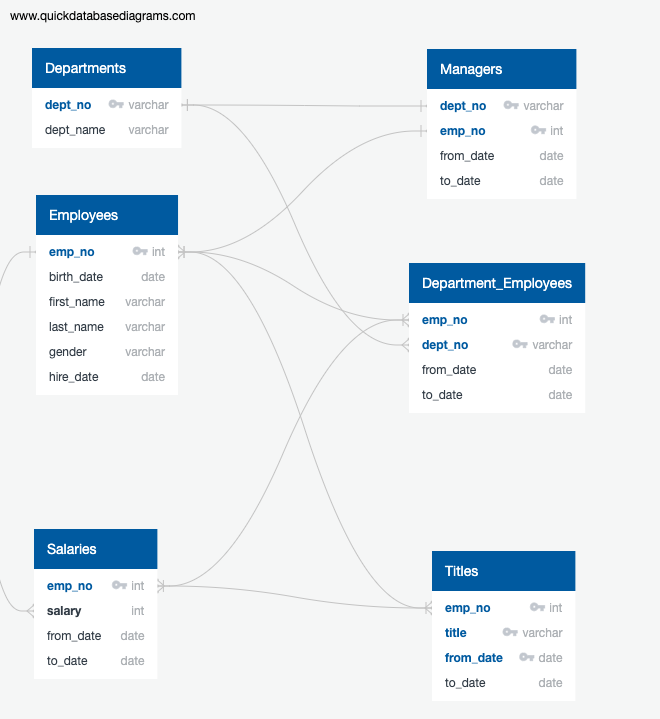 www.quickdatabasediagrams.com
Departments
dept_no varchar
dept_name varchar
Managers
dept_no varchar
emp_no int
from_date date
to_date date
Employees
emp_no int
birth_date date
first_name varchar
last_name varchar
gender varchar
hire_date date
Department_Employees
emp_no int
dept_no varchar
from_date date
to_date date
Salaries
emp_no int
salary int
from_date date
to_date date
Titles
emp_no int
title varchar
from_date date
to_date date